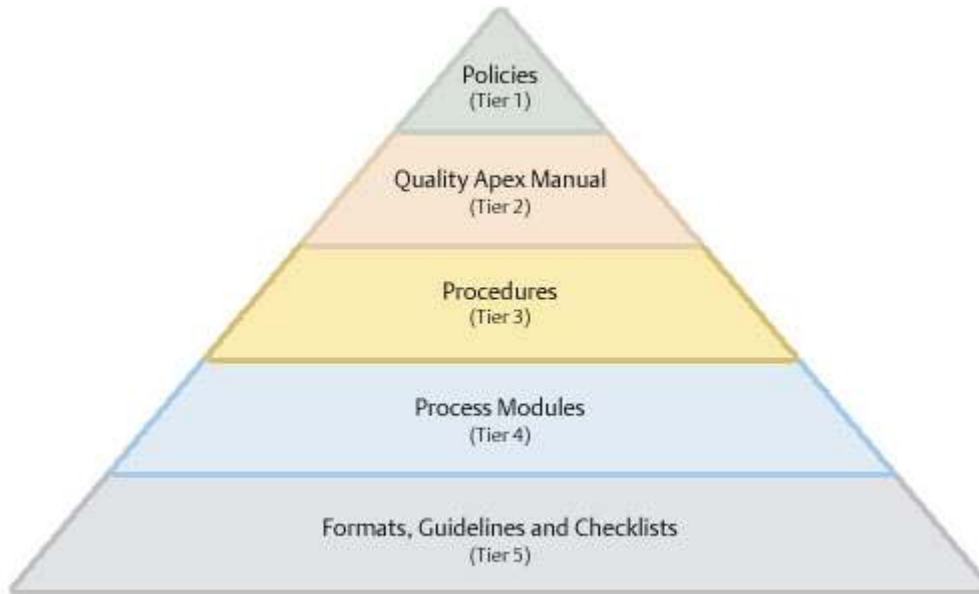 Policies
(Tier 1)
Quality Apex Manual
(Tier 2)
Procedures
(Tier 3)
Process Modules
(Tier 4)
Formats, Guidelines and Checklists
(Tier 5)